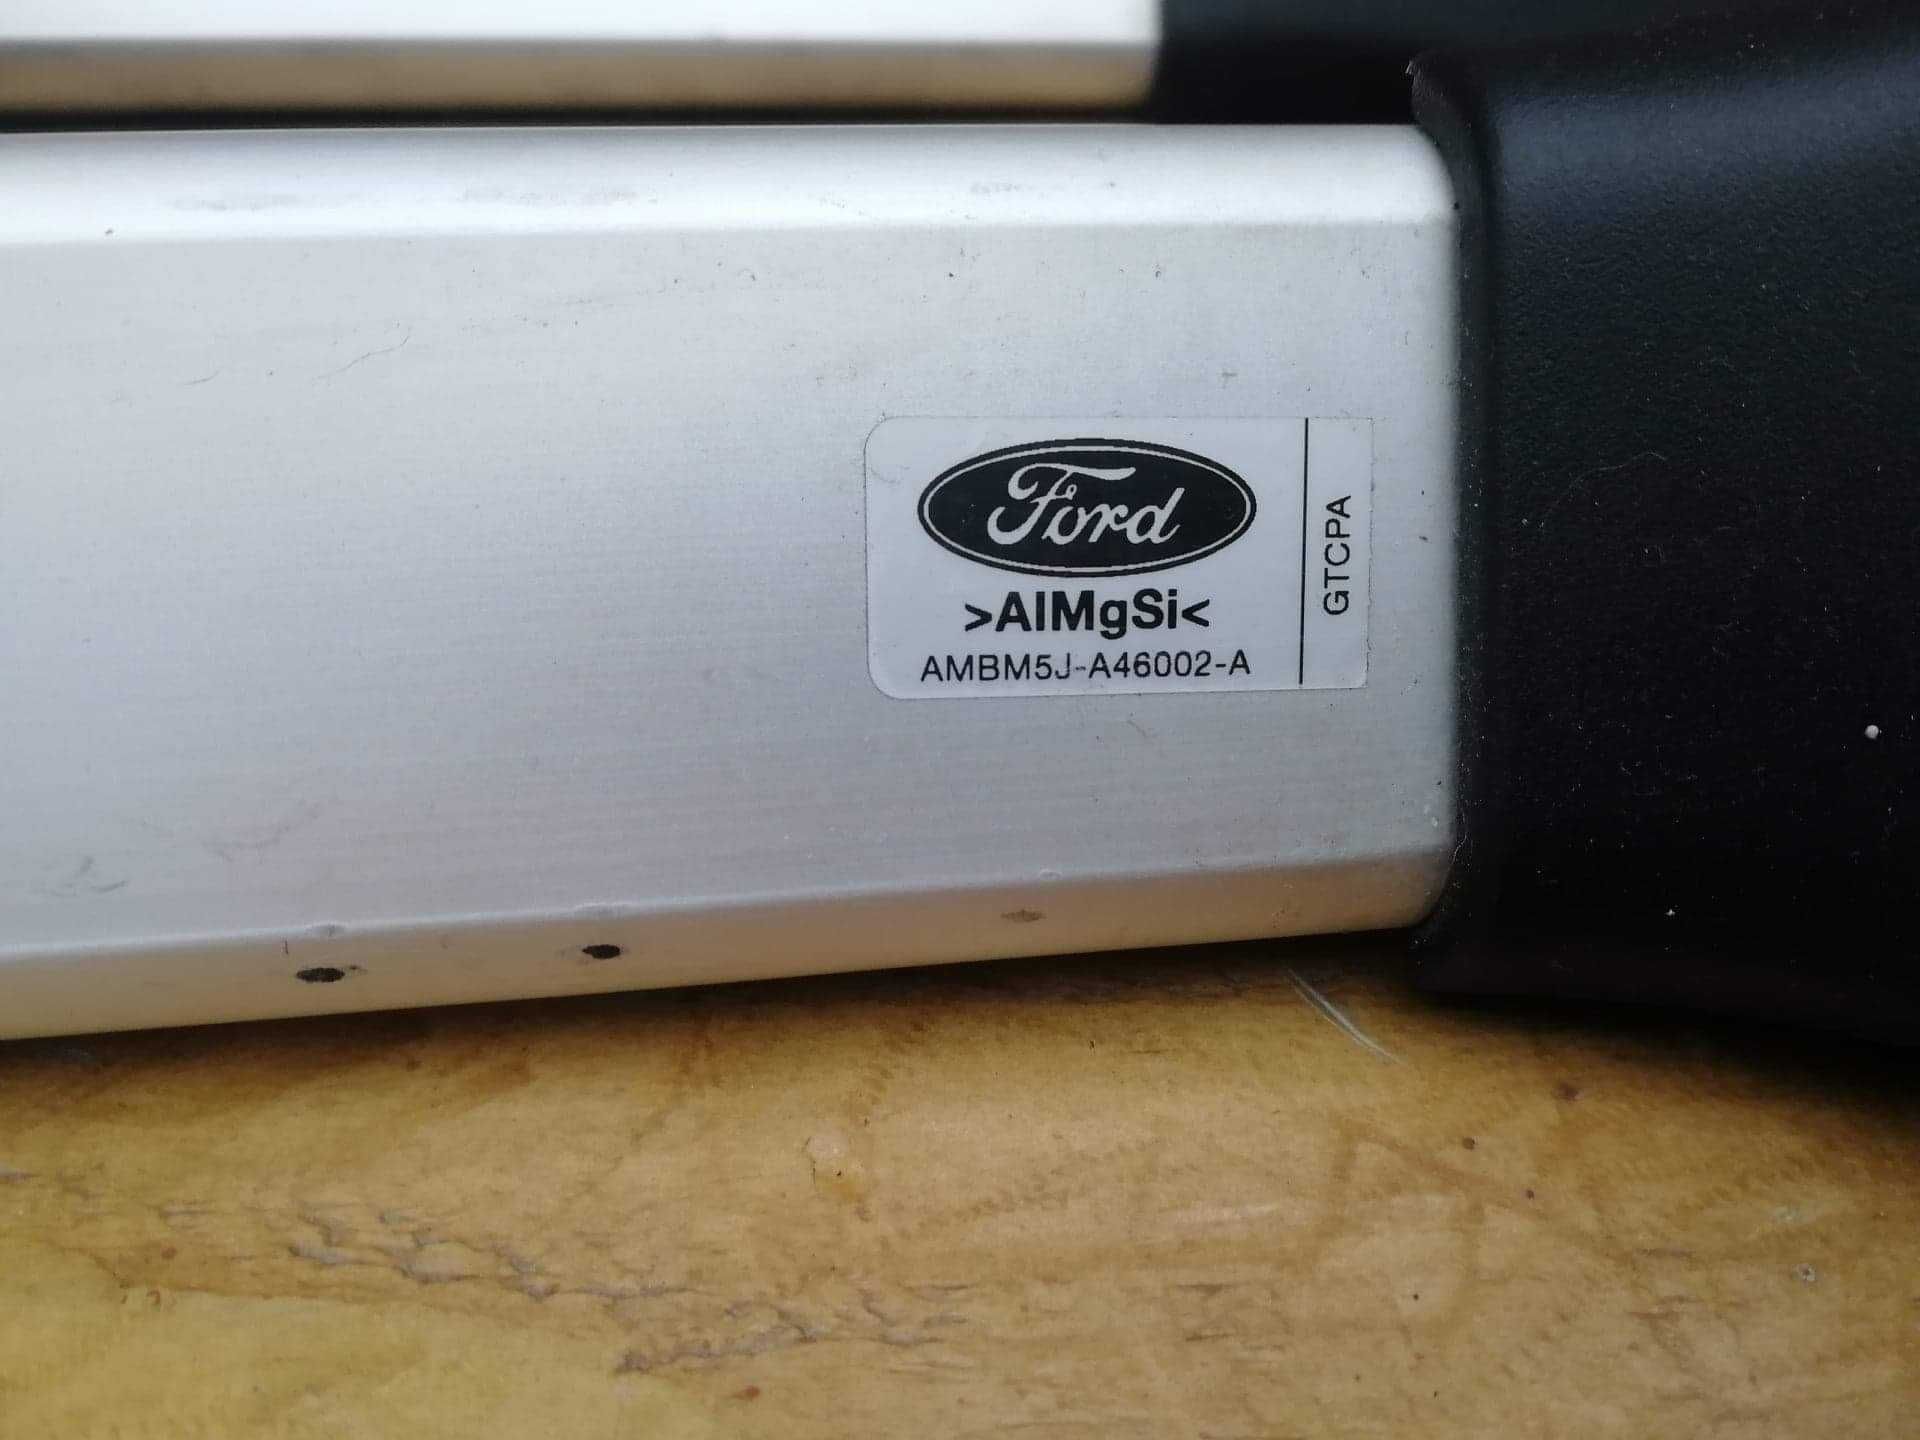 Ford
>AlMgSi<
AMBM5J-A46002-A
GTCPA